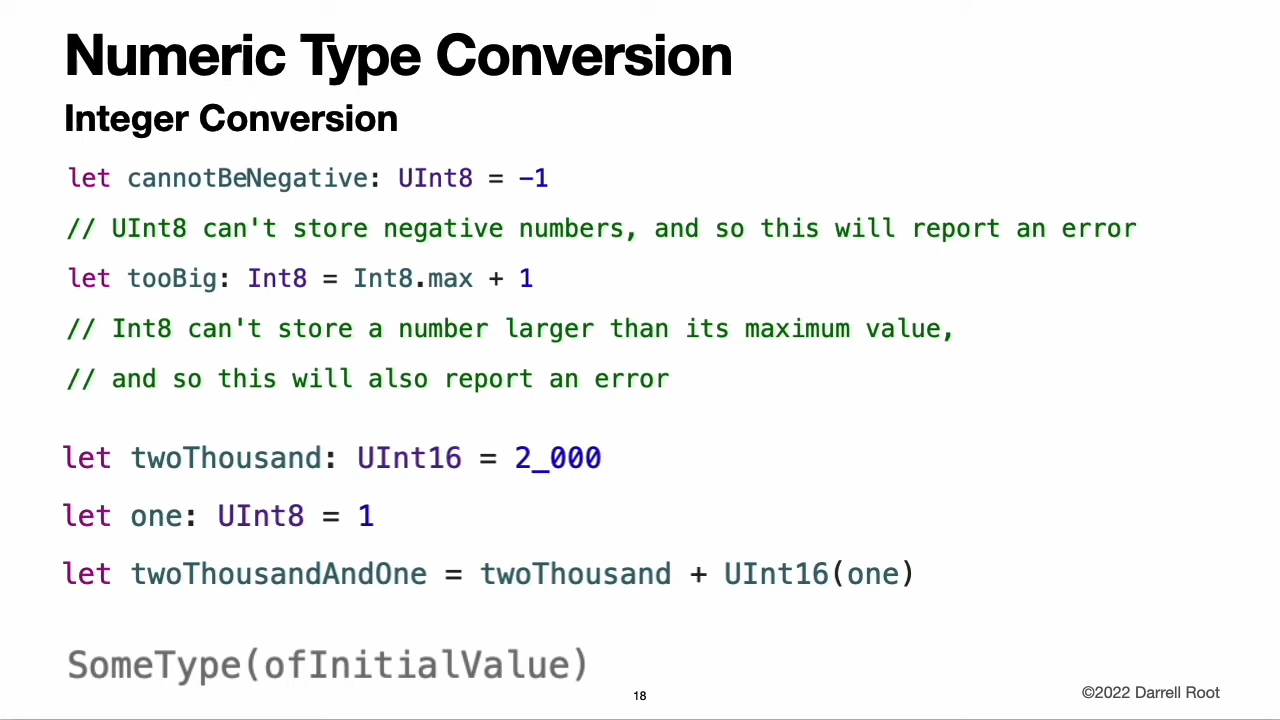 Numeric Type Conversion
Integer Conversion
let cannotBeNegative: UInt8 = -1
// UInt8 can't store negative numbers, and so this will report an error
let tooBig: Int8 = Int8.max + 1
// Int8 can't store a number larger than its maximum value,
// and so this will also report an error
let twoThousand: UInt16 = 2_000
let one: UInt8 = 1
let twoThousandAndOne = twoThousand + UInt16(one)
SomeType(ofInitialValue)
18
©2022 Darrell Root